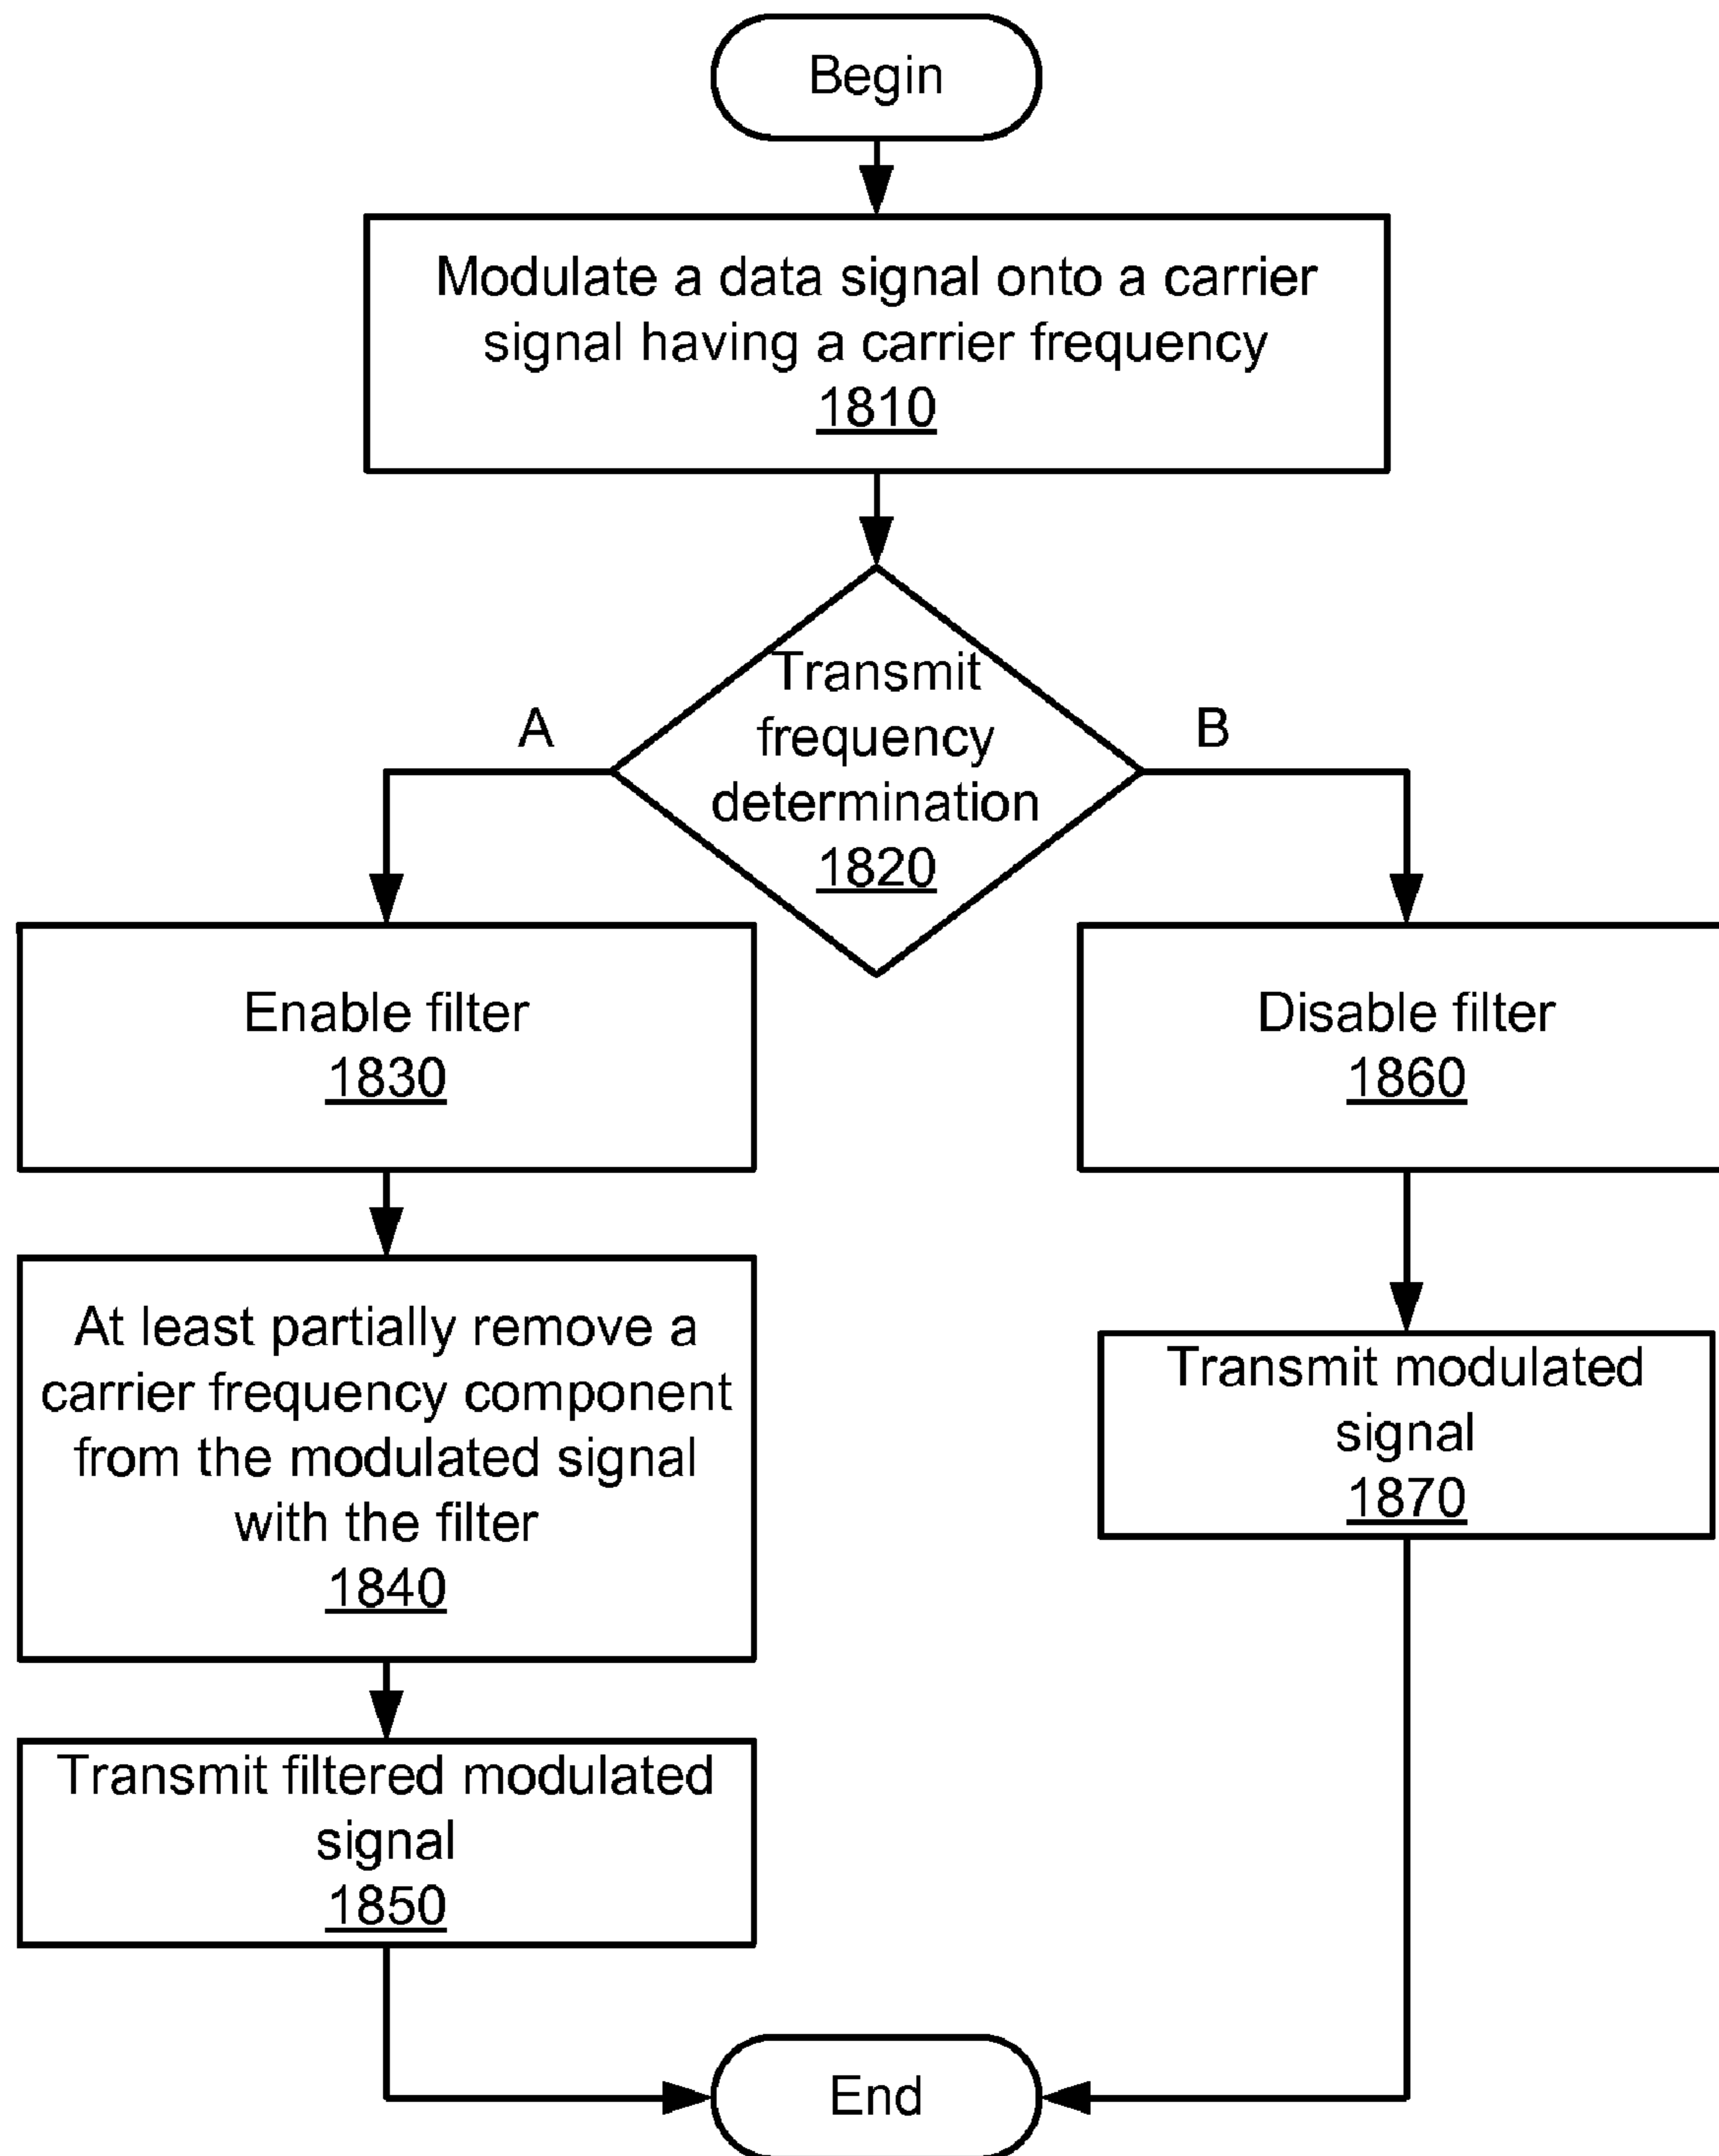 Begin
Modulate a data signal onto a carrier
signal having a carrier frequency
1810
Transmit
frequency
determination
1820
A
B
Enable filter
1830
At least partially remove a
carrier frequency component
from the modulated signal
with the filter
1840
Transmit filtered modulated
signal
1850
Disable filter
1860
Transmit modulated
signal
1870
End